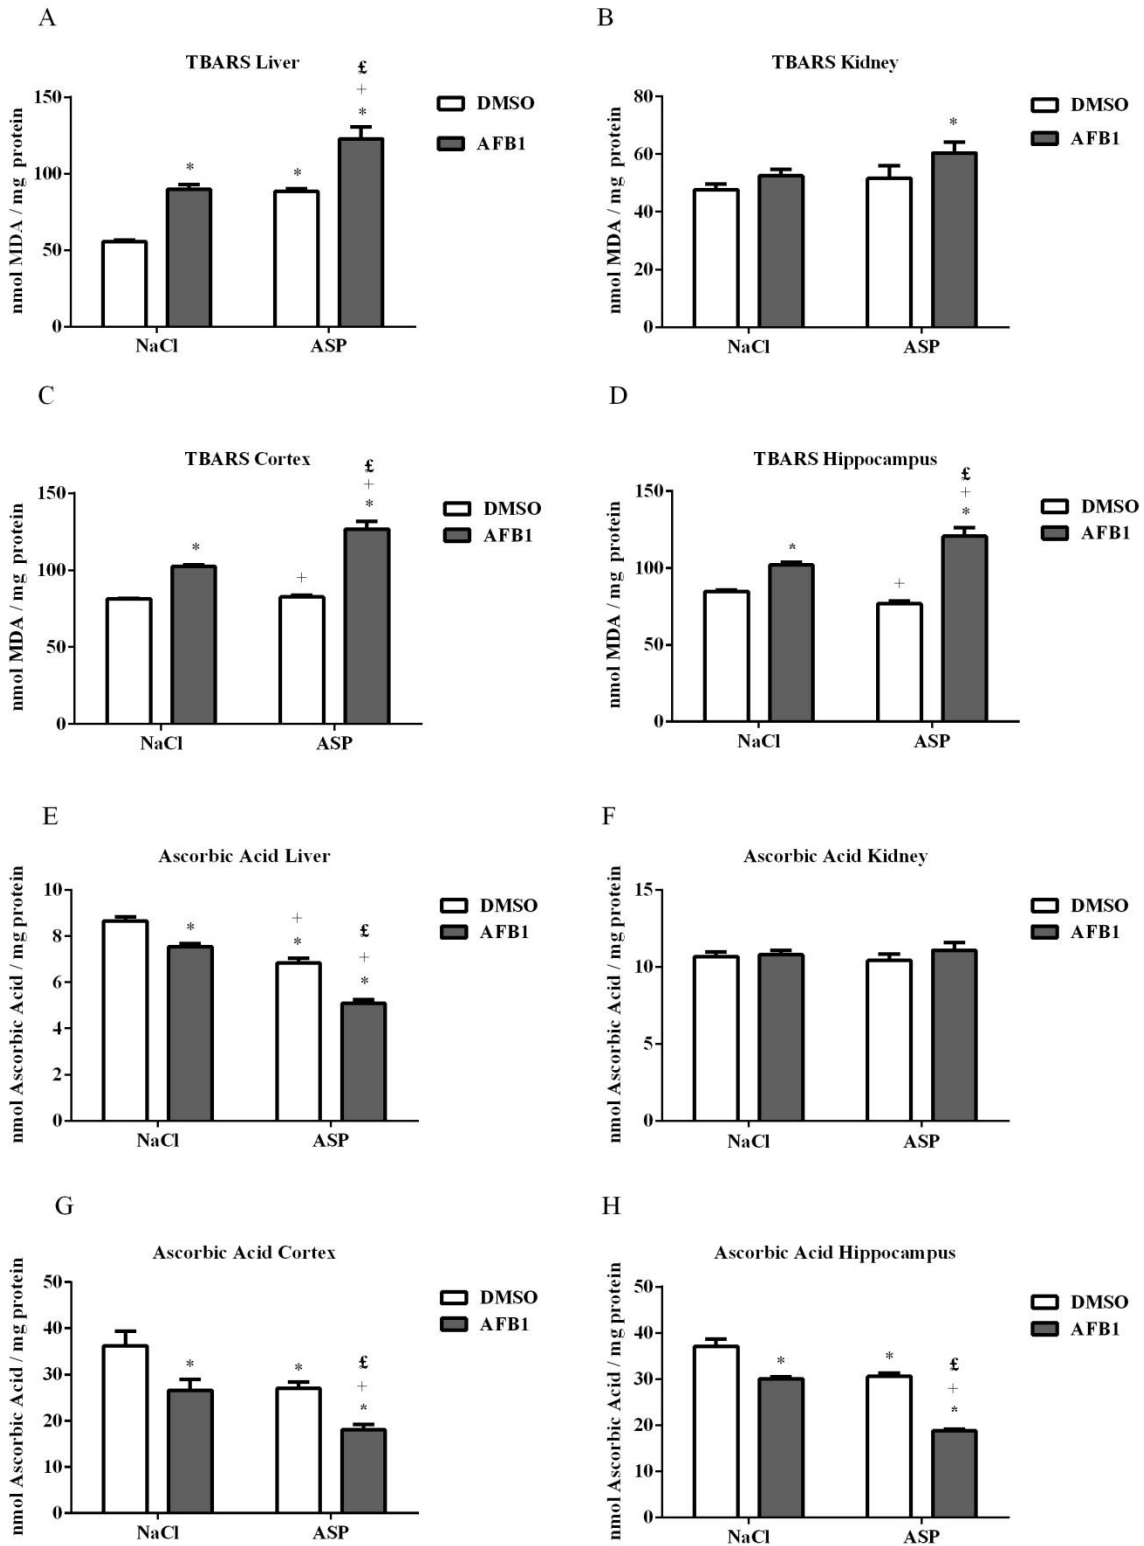 A
TBARS Liver
nmol MDA / mg protein
150
100
50
0
*
*
£
+
*
NaCl
ASP
DMSO
AFB1
B
TBARS Kidney
nmol MDA / mg protein
80
60
40
20
0
*
NaCl
ASP
DMSO
AFB1
C
TBARS Cortex
nmol MDA / mg protein
150
100
50
0
*
+
£
+
*
NaCl
ASP
DMSO
AFB1
D
TBARS Hippocampus
nmol MDA / mg protein
150
100
50
0
*
+
£
+
*
NaCl
ASP
DMSO
AFB1
E
Ascorbic Acid Liver
nmol Ascorbic Acid / mg protein
10
8
6
4
2
0
*
+
*
£
+
*
NaCl
ASP
DMSO
AFB1
F
Ascorbic Acid Kidney
nmol Ascorbic Acid / mg protein
15
10
5
0
NaCl
ASP
DMSO
AFB1
G
Ascorbic Acid Cortex
nmol Ascorbic Acid / mg protein
50
40
30
20
10
0
*
*
£
+
*
NaCl
ASP
DMSO
AFB1
H
Ascorbic Acid Hippocampus
nmol Ascorbic Acid / mg protein
50
40
30
20
10
0
*
*
£
+
*
NaCl
ASP
DMSO
AFB1